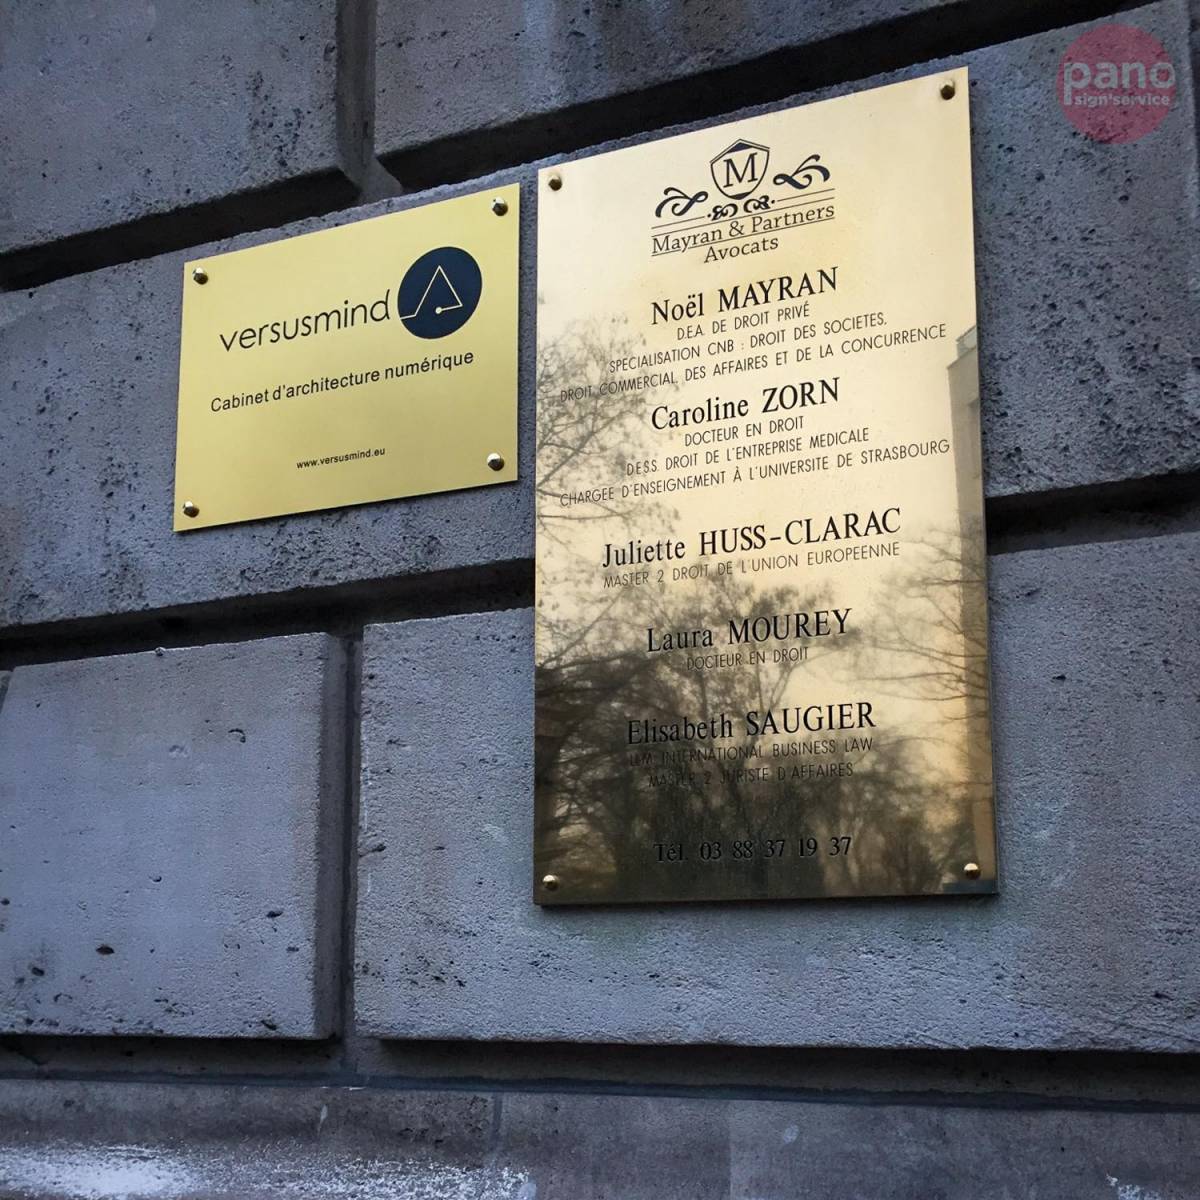 pano
sign'service
versusmind
Cabinet d'architecture numérique
www.versusmind.eu
M
Mayran & Partners
Avocats
Noël MAYRAN
D.E.A. DE DROIT PRIVÉ
SPECIALISATION CNB : DROIT DES SOCIETES,
DROIT COMMERCIAL, DES AFFAIRES ET DE LA CONCURRENCE
Caroline ZORN
DOCTEUR EN DROIT
D.E.S.S. DROIT DE L'ENTREPRISE MEDICALE
CHARGEE D'ENSEIGNEMENT À L'UNIVERSITE DE STRASBOURG
Juliette HUSS-CLARAC
MASTER 2 DROIT DE L'UNION EUROPEENNE
Laura MOUREY
DOCTEUR EN DROIT
Elisabeth SAUGIER
LLM INTERNATIONAL BUSINESS LAW
MASTER 2 JURISTE D'AFFAIRES
Tél. 03 88 37 19 37